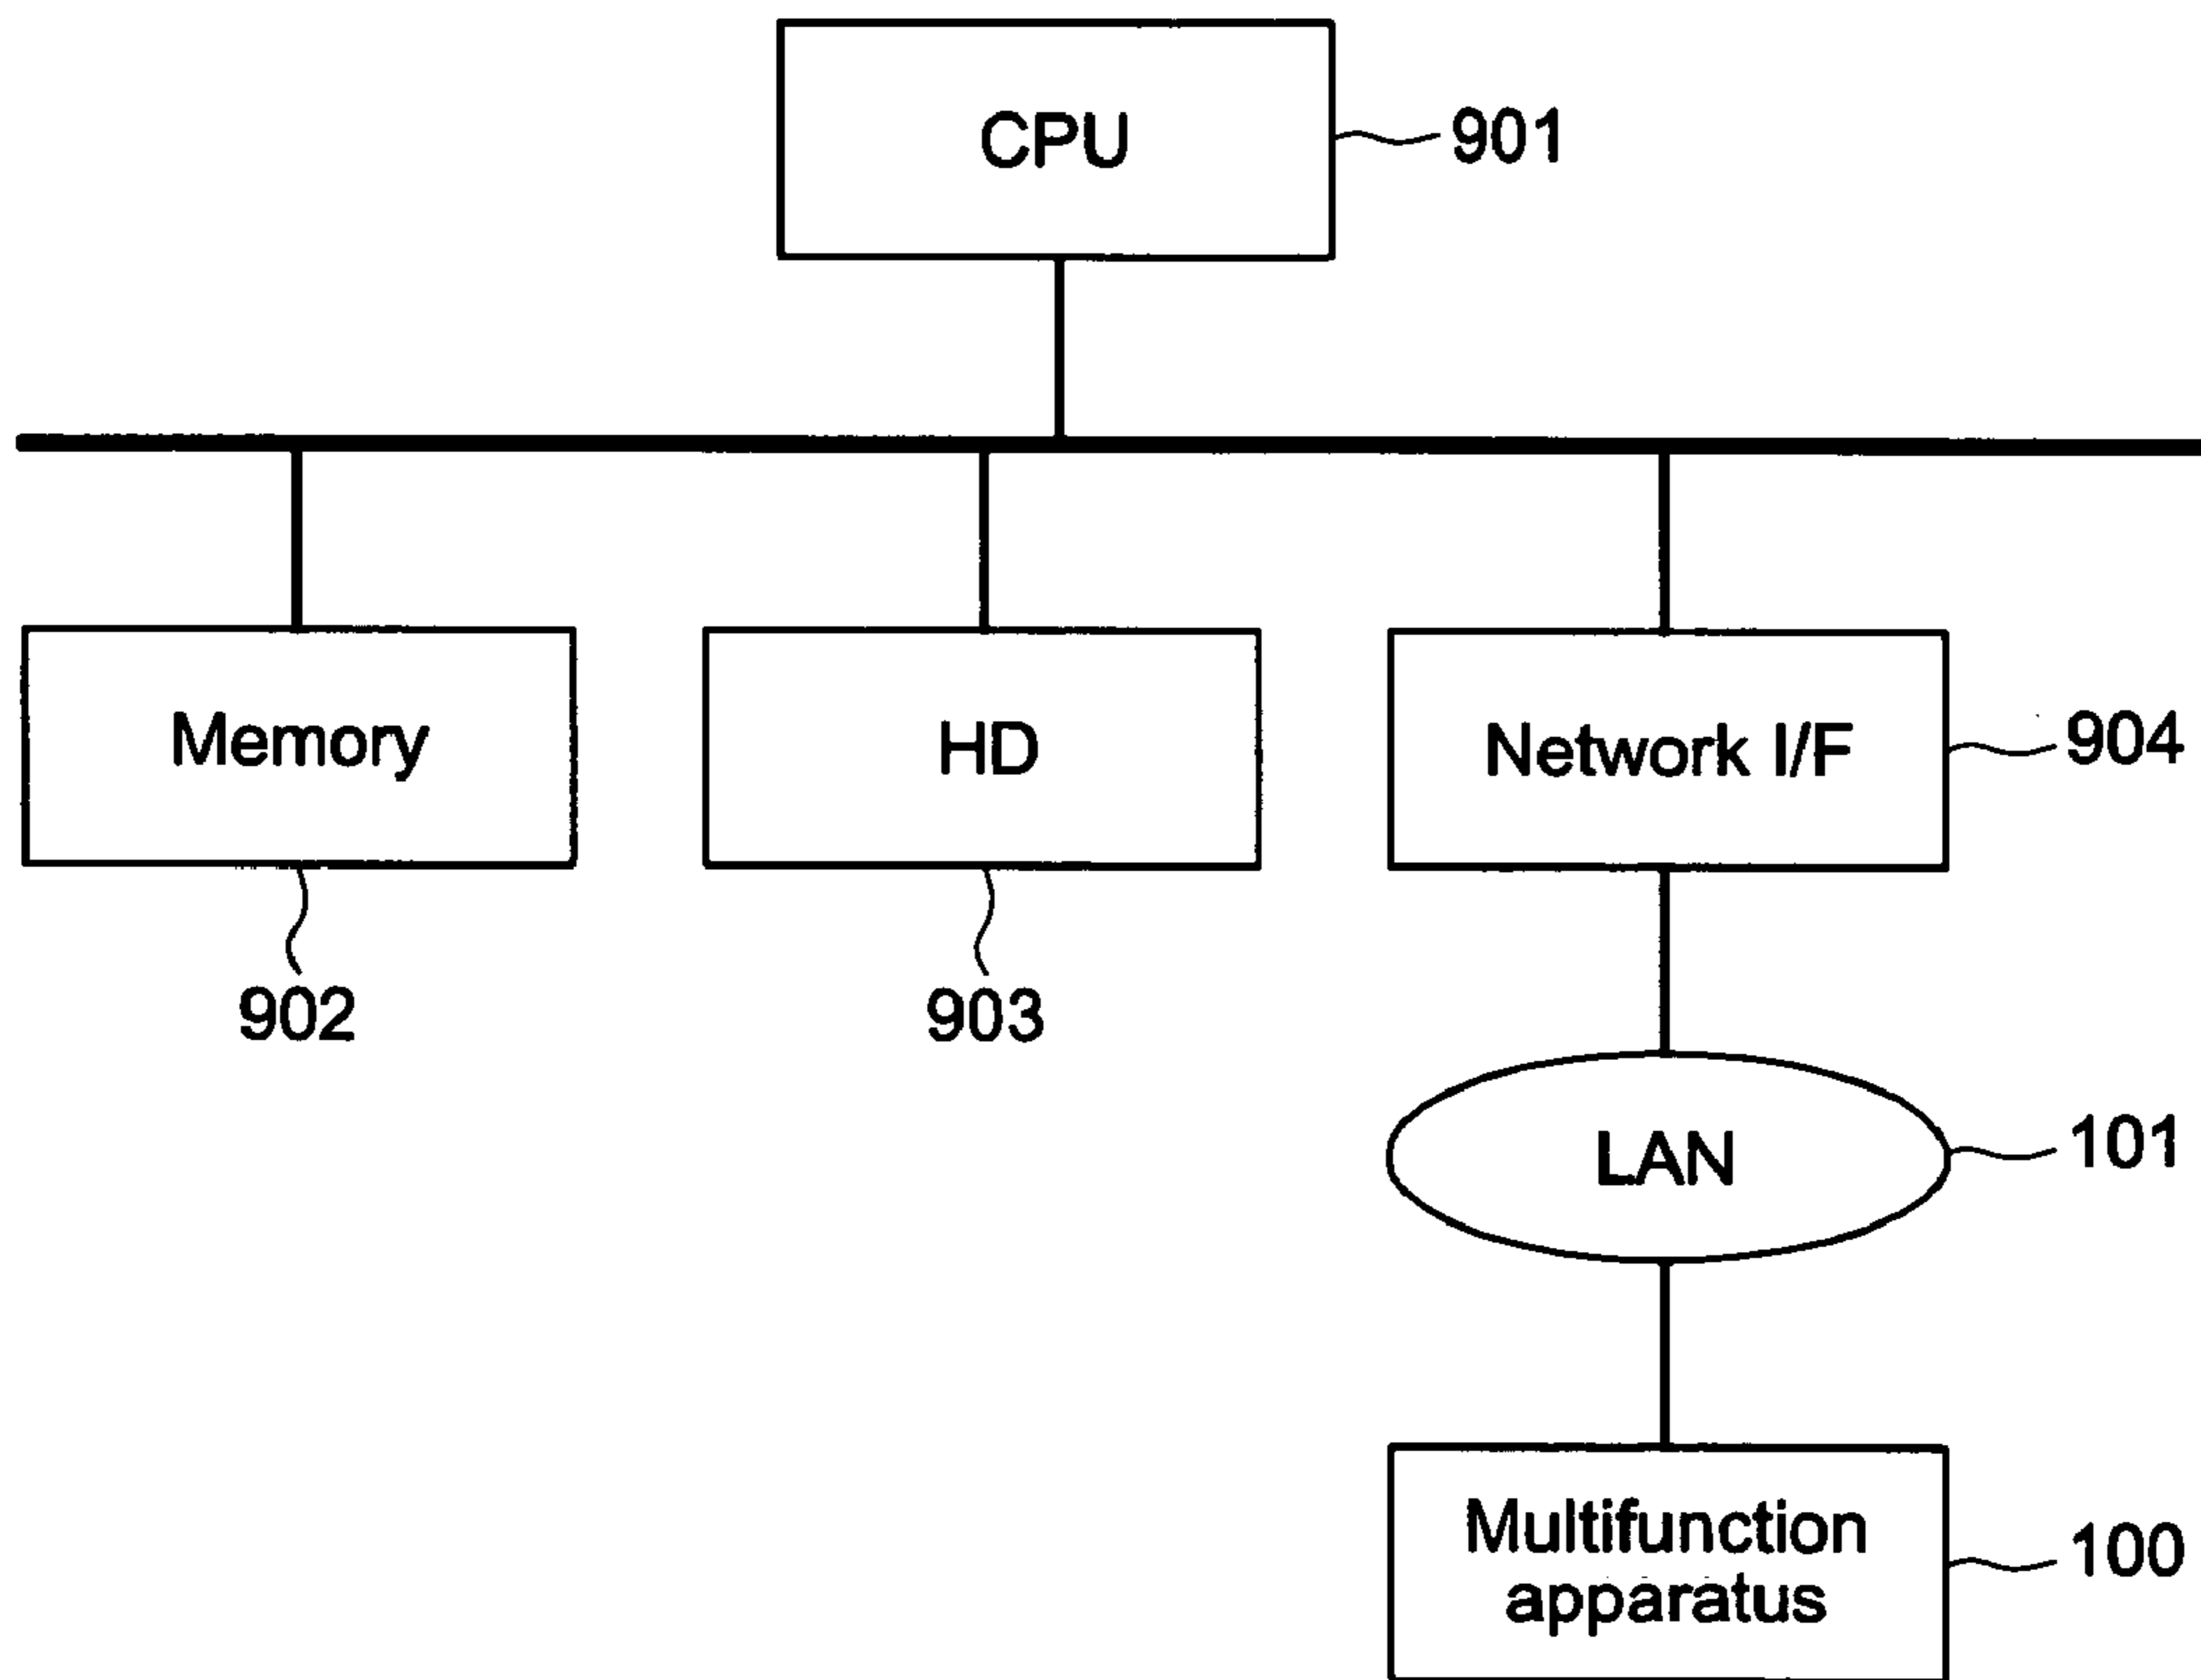 CPU
901
Memory
HD
Network I/F
904
902
903
LAN
101
Multifunction
apparatus
100